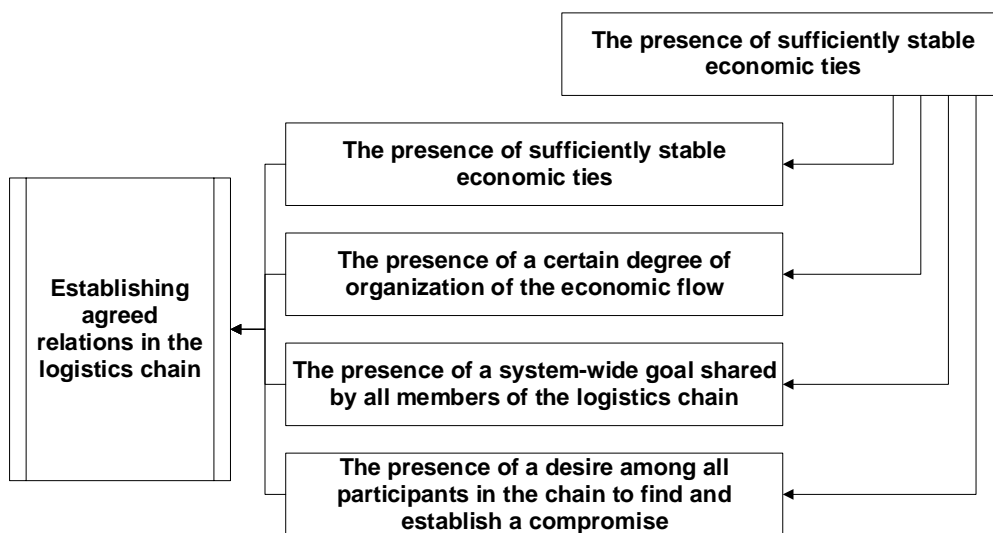 The presence of sufficiently stable
economic ties
The presence of sufficiently stable
economic ties
The presence of a certain degree of
organization of the economic flow
Establishing
agreed
relations in the
logistics chain
The presence of a system-wide goal shared
by all members of the logistics chain
The presence of a desire among all
participants in the chain to find and
establish a compromise